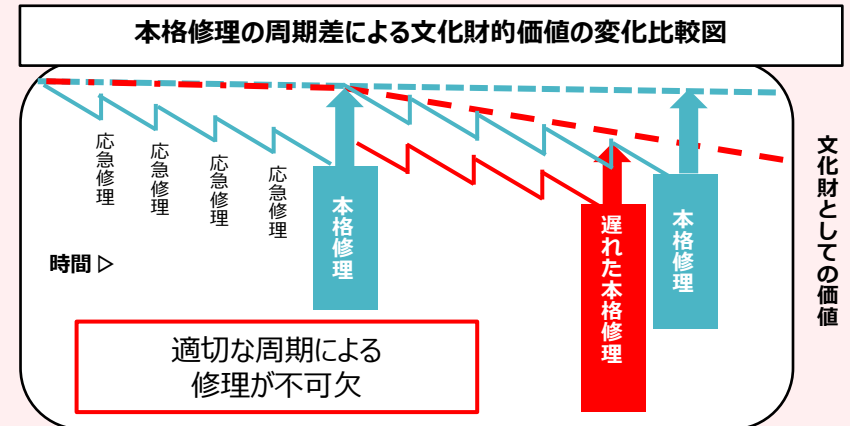 本格修理の周期差による文化財的価値の変化比較図
応急修理
応急修理
応急修理
応急修理
本格修理
遅れた本格修理
本格修理
文化財としての価値
時間 ▷
適切な周期による
修理が不可欠